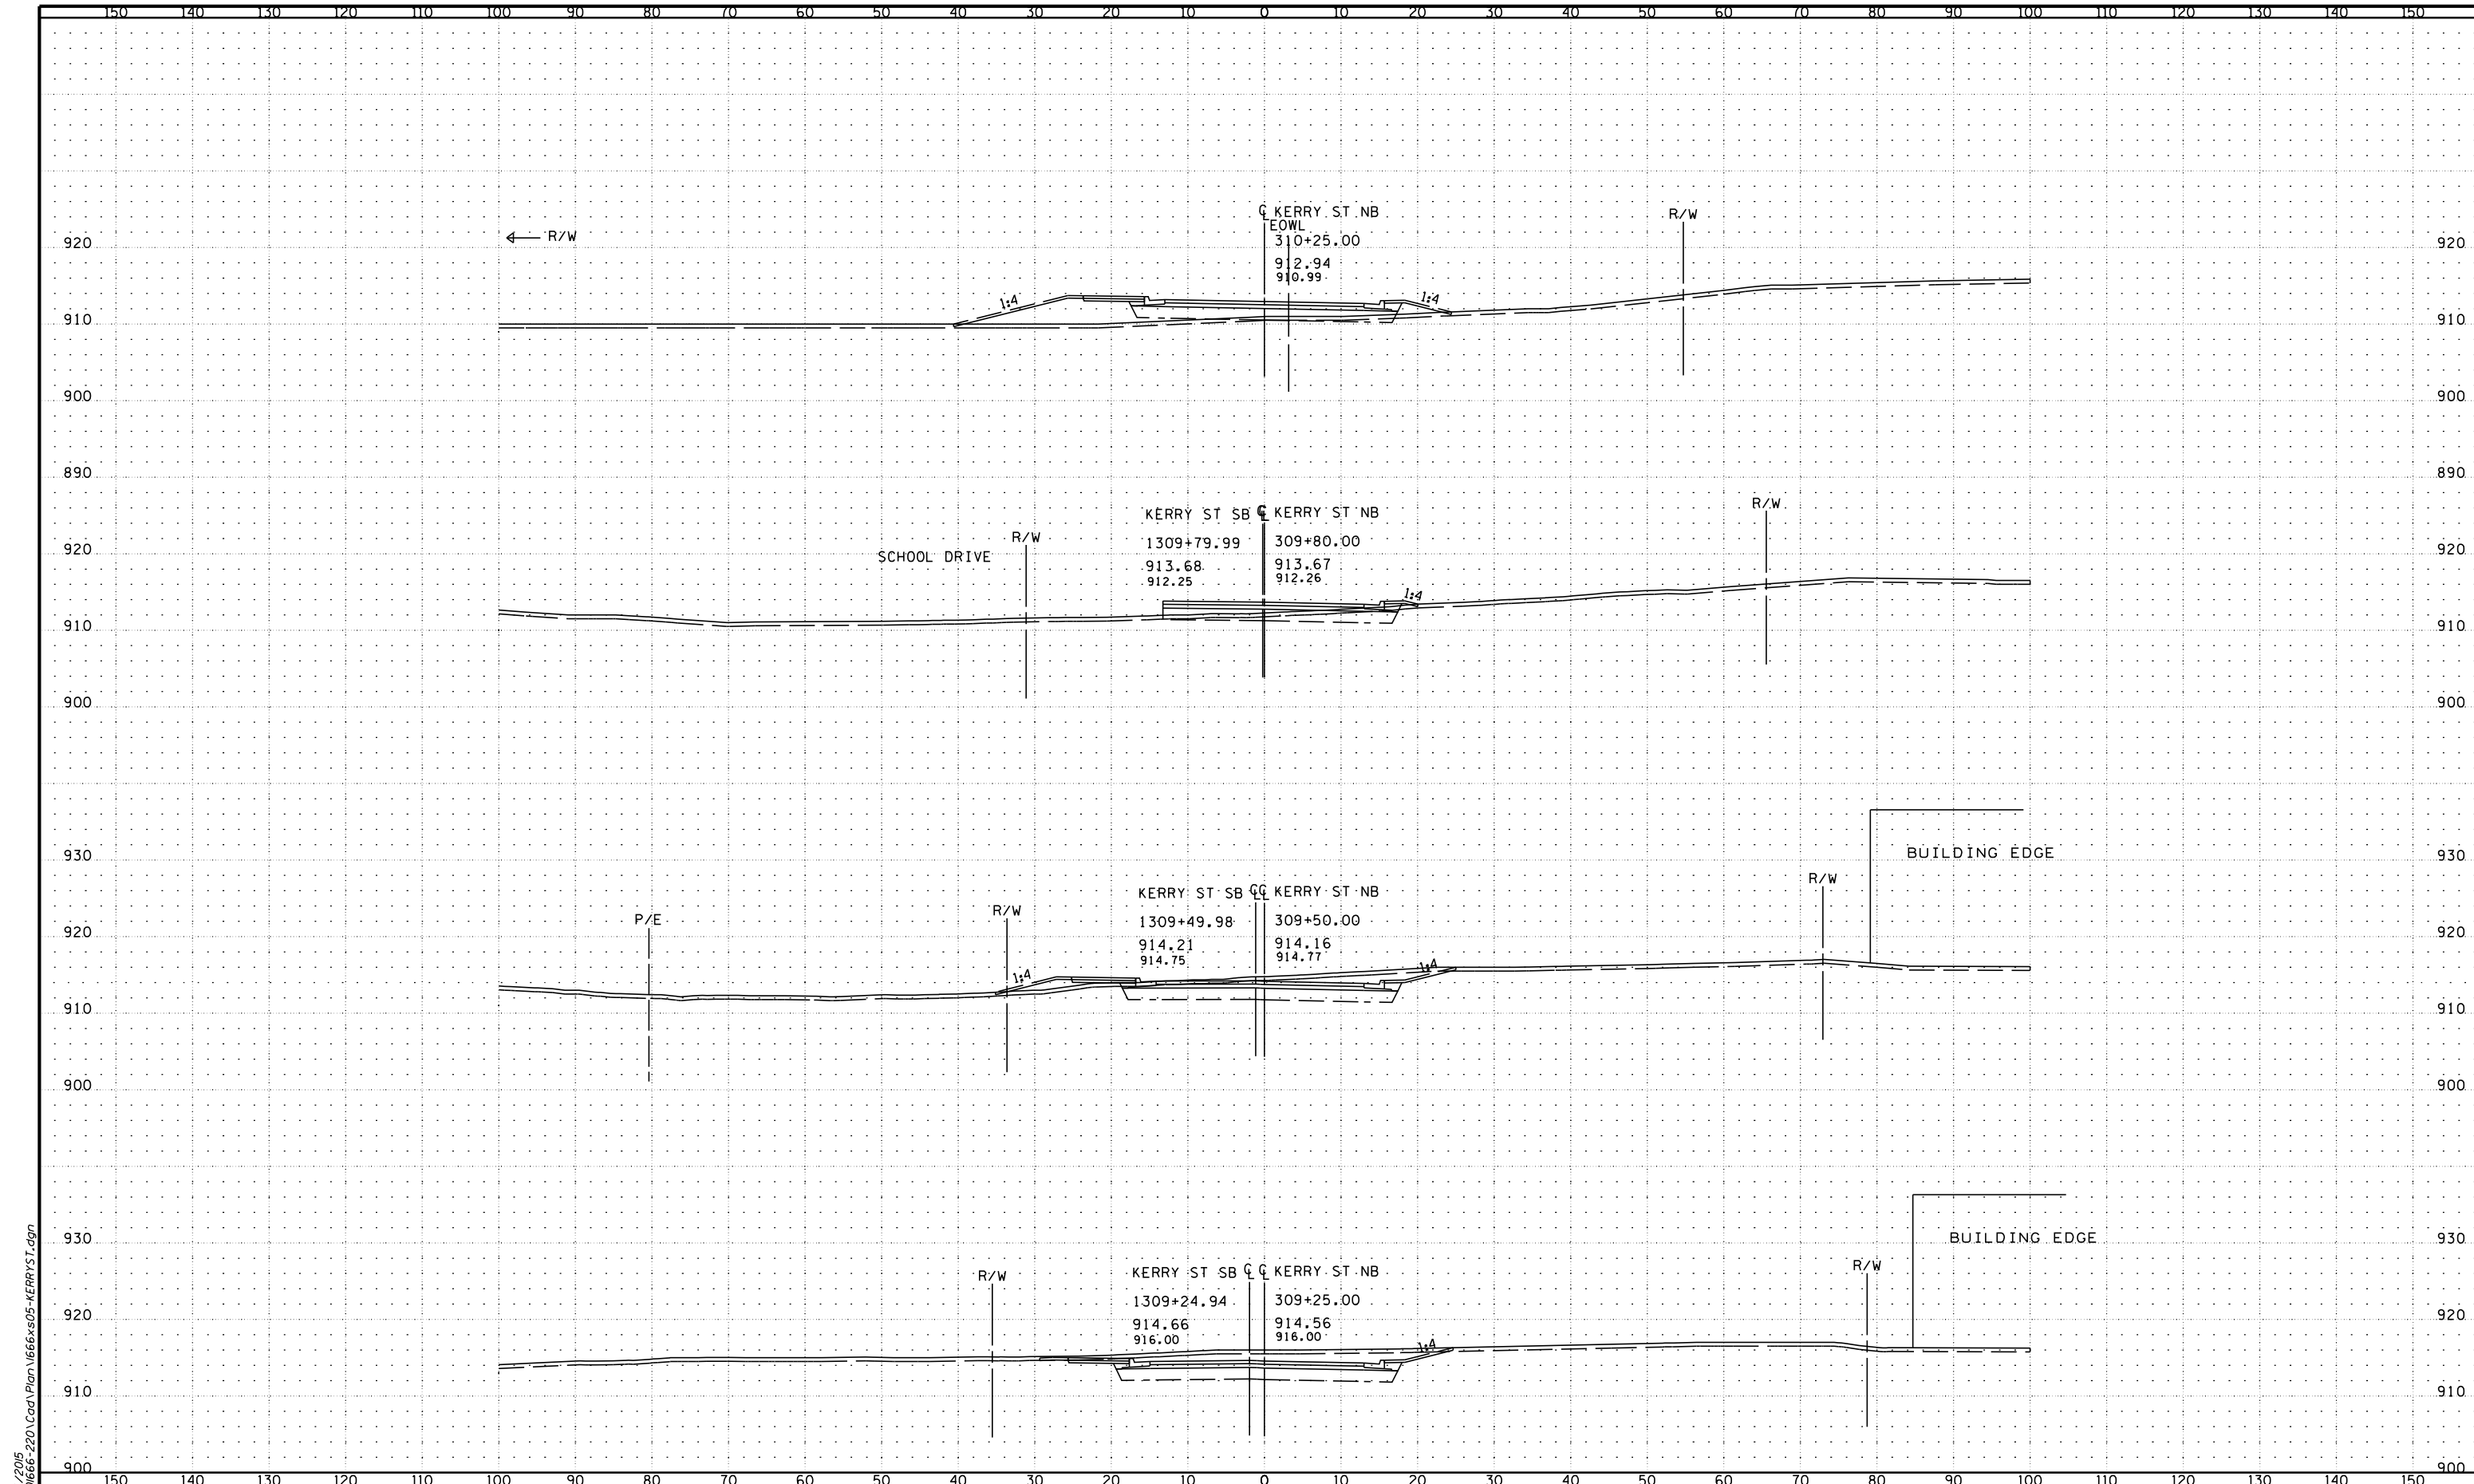 150 140 130 120 110 100 90 80 70 60 50 40 30 20 10 0 10 20 30 40 50 60 70 80 90 100 110 120 130 140 150
℄ KERRY ST NB
EOWL
310+25.00
912.94
910.99
R/W
R/W
1:4
1:4
920 920
910 910
900 900
890 890
KERRY ST SB ℄ ℄ KERRY ST NB
1309+79.99 309+80.00
913.68 913.67
912.25 912.26
R/W
R/W
SCHOOL DRIVE
1:4
920 920
910 910
900 900
BUILDING EDGE
930 930
KERRY ST SB ℄ ℄ KERRY ST NB
1309+49.98 309+50.00
914.21 914.16
914.75 914.77
P/E
R/W
R/W
1:4
1:4
920 920
910 910
900 900
BUILDING EDGE
930 930
KERRY ST SB ℄ ℄ KERRY ST NB
1309+24.94 309+25.00
914.66 914.56
916.00 916.00
R/W
R/W
1:4
920 920
910 910
900 900
150 140 130 120 110 100 90 80 70 60 50 40 30 20 10 0 10 20 30 40 50 60 70 80 90 100 110 120 130 140 150
/2015
1666-220\Cad\Plan\1666xs05-KERRYST.dgn